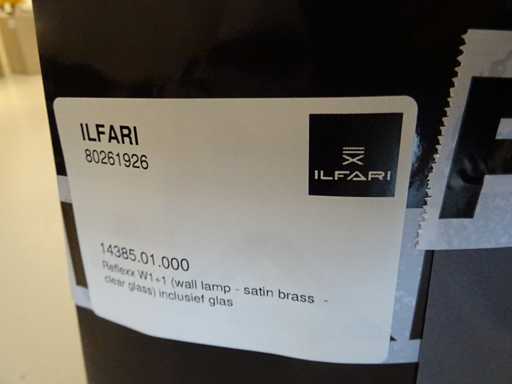 ILFARI
80261926
ILFARI
14385.01.000
Reflexx W1+1 (wall lamp - satin brass -
clear glass) inclusief glas